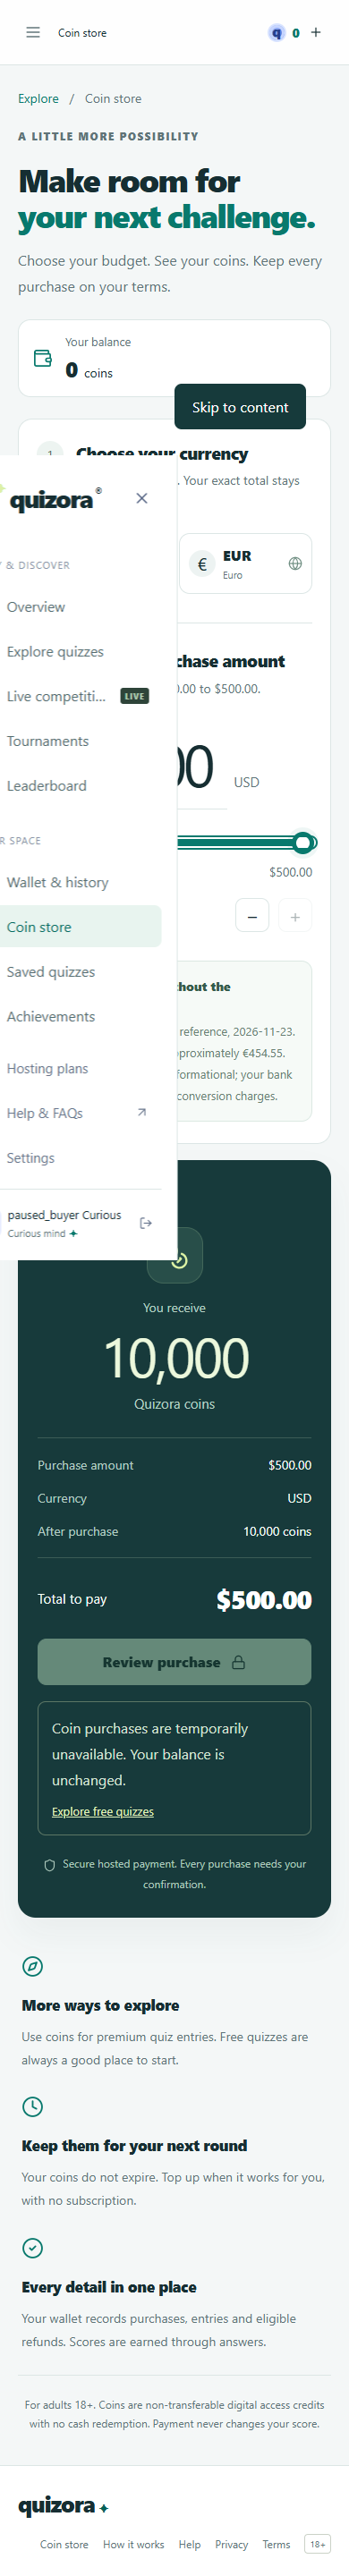 Coin store
q 0 +
Explore / Coin store
A LITTLE MORE POSSIBILITY
Make room for
your next challenge.
Choose your budget. See your coins. Keep every
purchase on your terms.
Your balance
0 coins
Skip to content
1 Choose your currency
. Your exact total stays
quizora®
& DISCOVER
€ EUR
Euro
Overview
Explore quizzes
Live competiti... LIVE
Tournaments
Leaderboard
chase amount
0.00 to $500.00.
00 USD
SPACE
$500.00
Wallet & history
Coin store
Saved quizzes
Achievements
Hosting plans
Help & FAQs
Settings
− +
hout the
reference, 2026-11-23.
pproximately €454.55.
formational; your bank
conversion charges.
paused_buyer Curious
Curious mind
You receive
10,000
Quizora coins
Purchase amount $500.00
Currency USD
After purchase 10,000 coins
Total to pay $500.00
Review purchase
Coin purchases are temporarily
unavailable. Your balance is
unchanged.
Explore free quizzes
Secure hosted payment. Every purchase needs your
confirmation.
More ways to explore
Use coins for premium quiz entries. Free quizzes are
always a good place to start.
Keep them for your next round
Your coins do not expire. Top up when it works for you,
with no subscription.
Every detail in one place
Your wallet records purchases, entries and eligible
refunds. Scores are earned through answers.
For adults 18+. Coins are non-transferable digital access credits
with no cash redemption. Payment never changes your score.
quizora
Coin store How it works Help Privacy Terms 18+